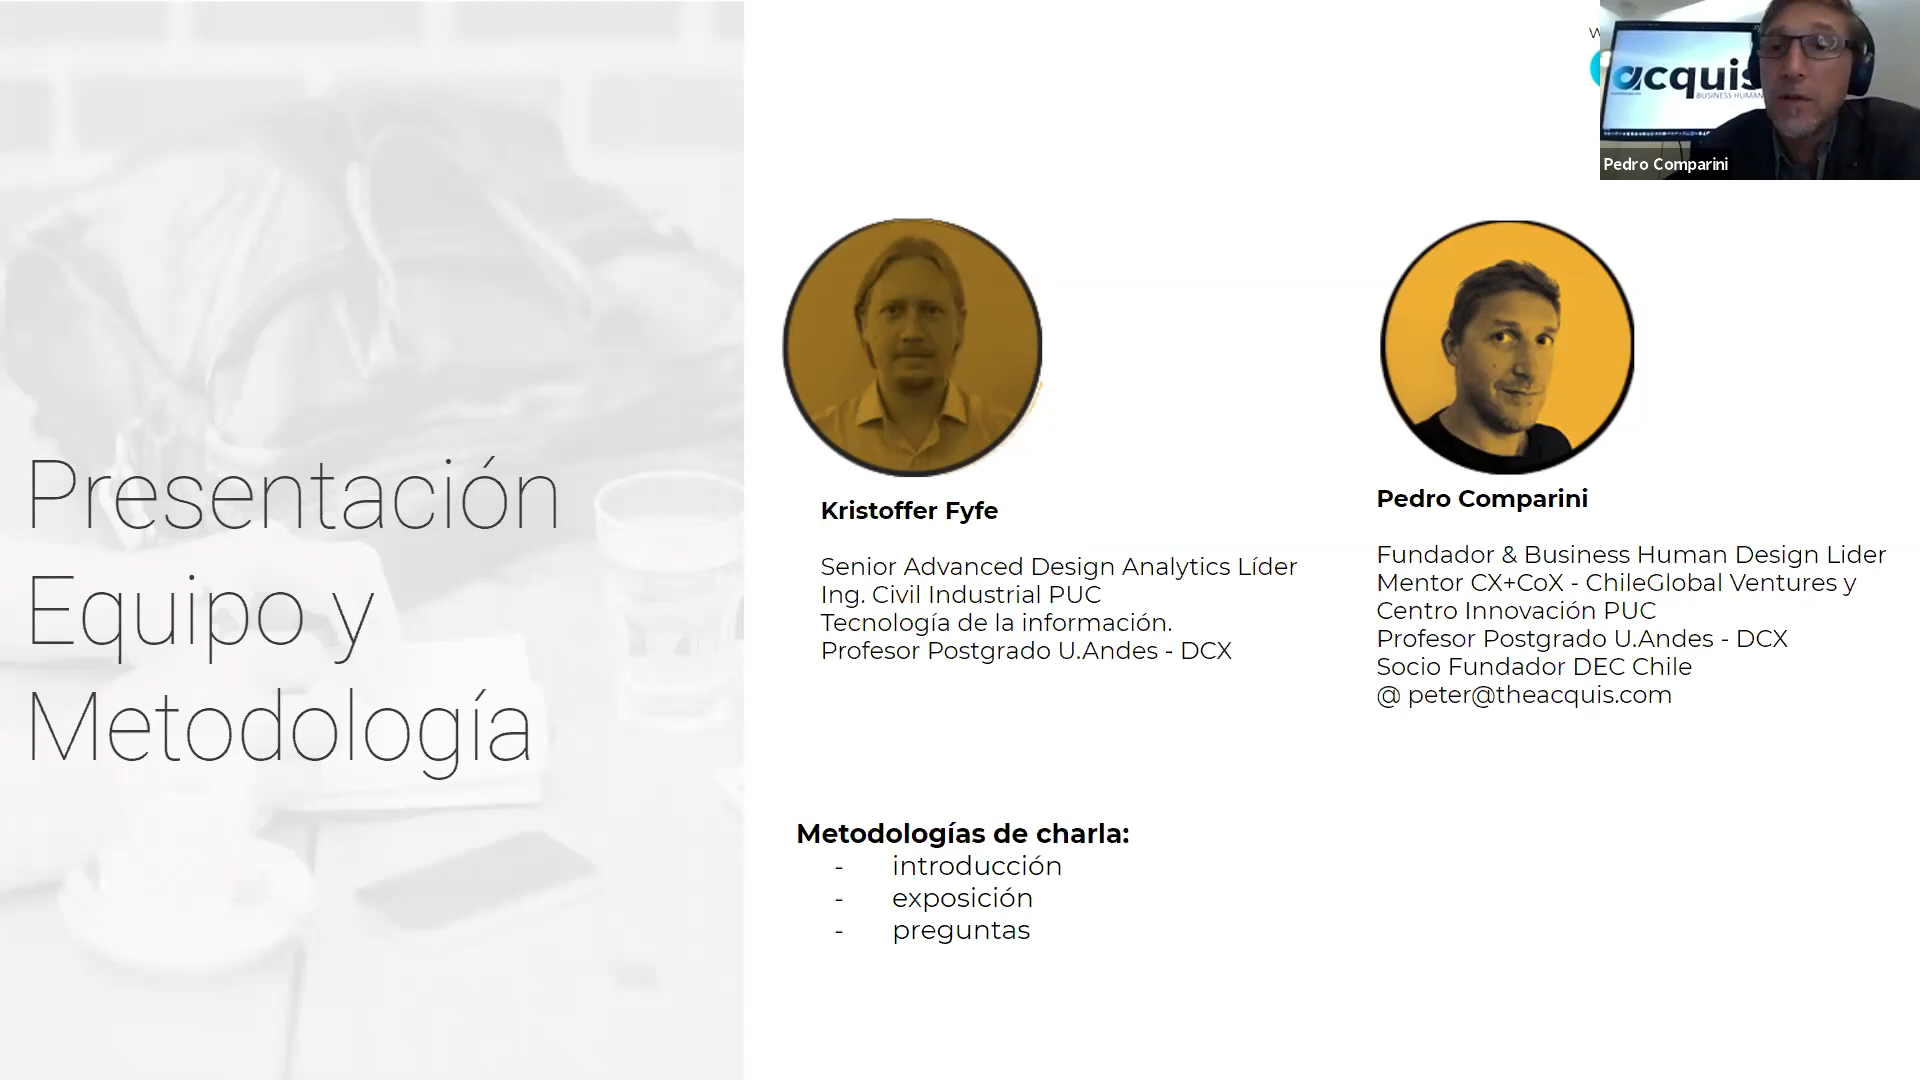 Presentación
Equipo y
Metodología
acquis
BUSINESS HUMAN
Pedro Comparini
Kristoffer Fyfe
Senior Advanced Design Analytics Líder
Ing. Civil Industrial PUC
Tecnología de la información.
Profesor Postgrado U.Andes - DCX
Pedro Comparini
Fundador & Business Human Design Lider
Mentor CX+CoX - ChileGlobal Ventures y
Centro Innovación PUC
Profesor Postgrado U.Andes - DCX
Socio Fundador DEC Chile
@ peter@theacquis.com
Metodologías de charla:
- introducción
- exposición
- preguntas